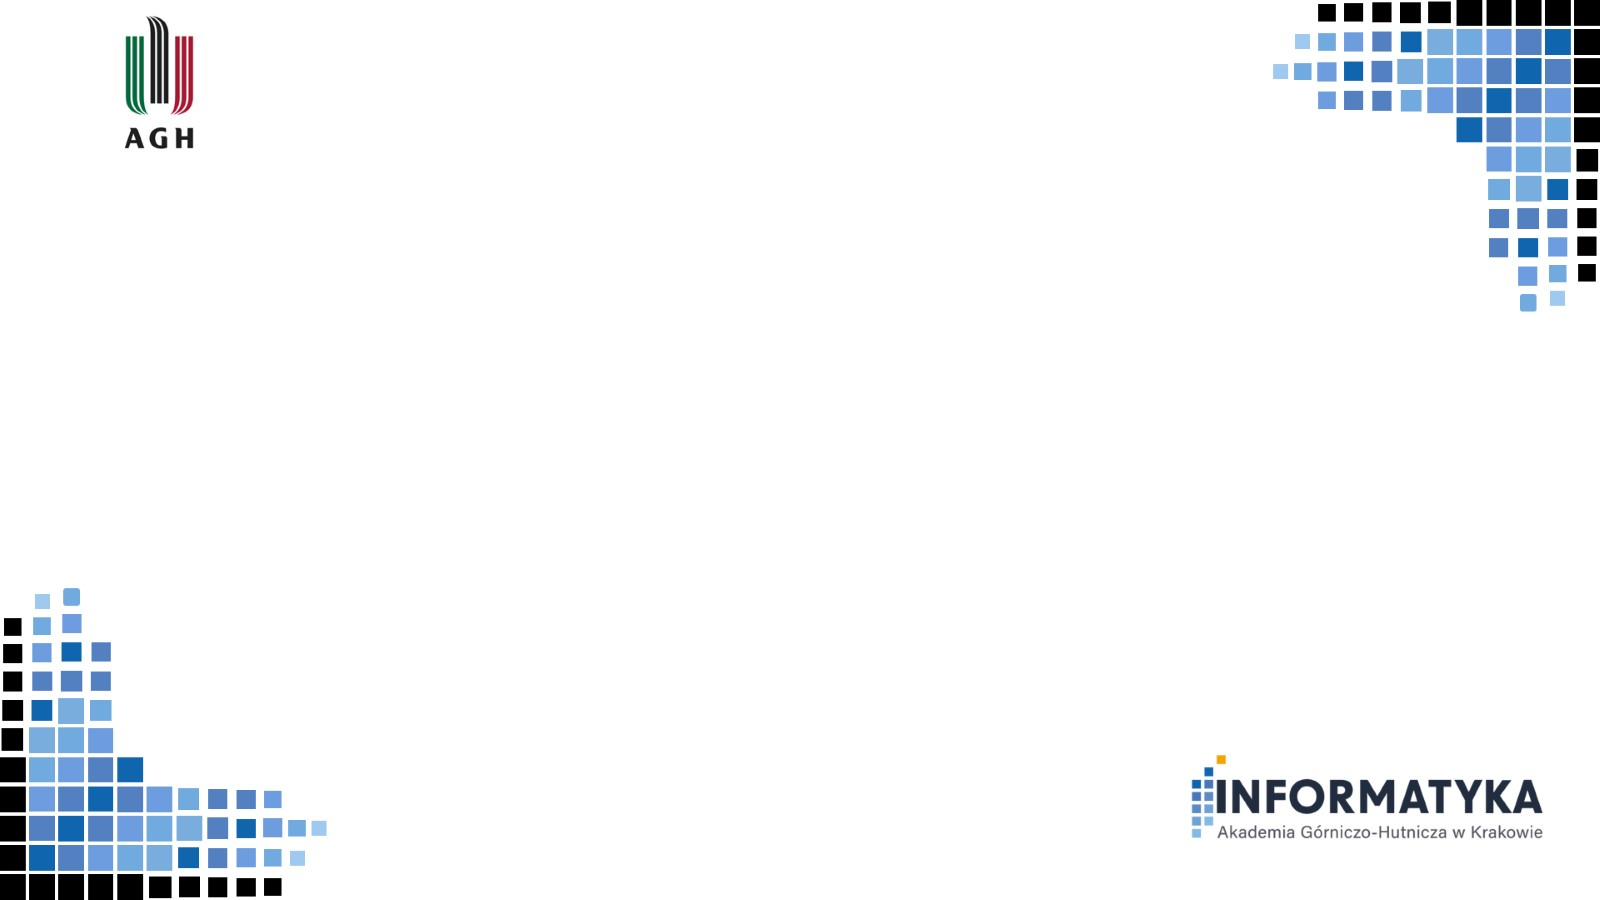 AGH
INFORMATYKA
Akademia Górniczo-Hutnicza w Krakowie